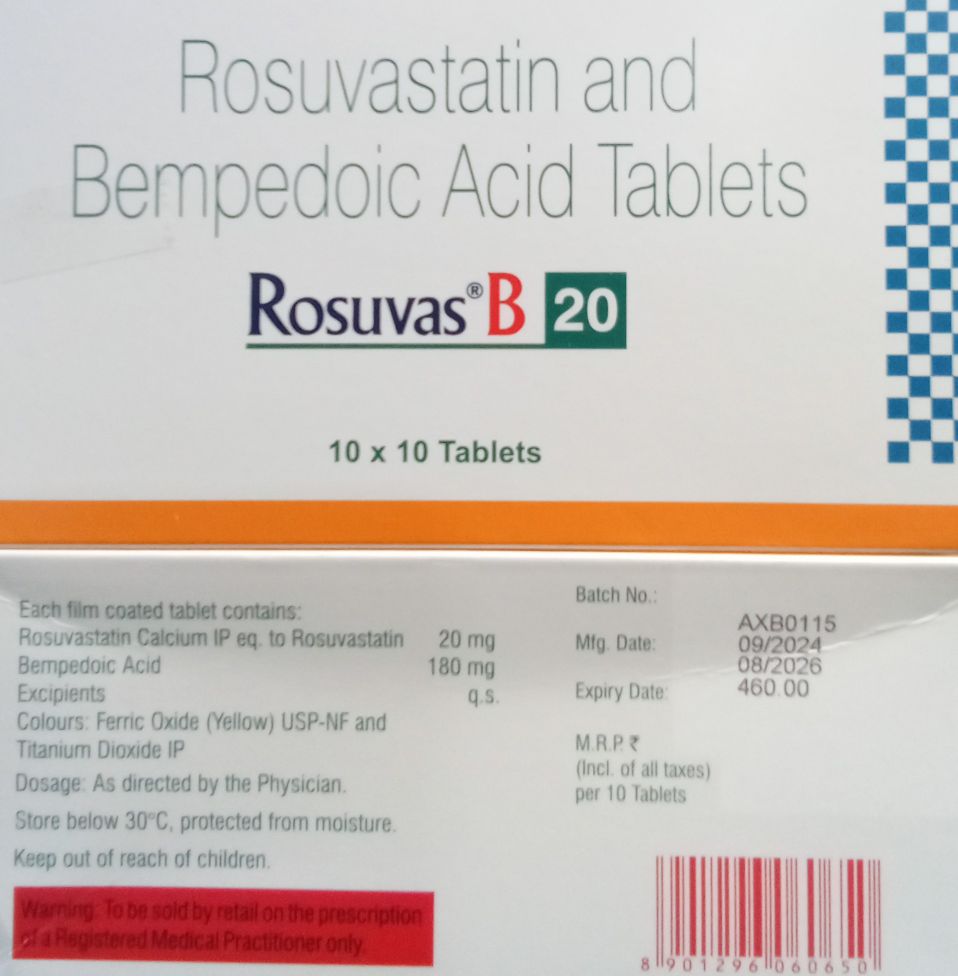 Rosuvastatin and
Bempedoic Acid Tablets
Rosuvas® B 20
10 x 10 Tablets
Each film coated tablet contains:
Rosuvastatin Calcium IP eq. to Rosuvastatin 20 mg
Bempedoic Acid 180 mg
Excipients q.s.
Colours: Ferric Oxide (Yellow) USP-NF and
Titanium Dioxide IP
Dosage: As directed by the Physician.
Store below 30°C, protected from moisture.
Keep out of reach of children.
Warning: To be sold by retail on the prescription
of a Registered Medical Practitioner only.
Batch No.:
Mfg. Date:
Expiry Date:
M.R.P. ₹
(Incl. of all taxes)
per 10 Tablets
AXB0115
09/2024
08/2026
460.00
8 901296 060650